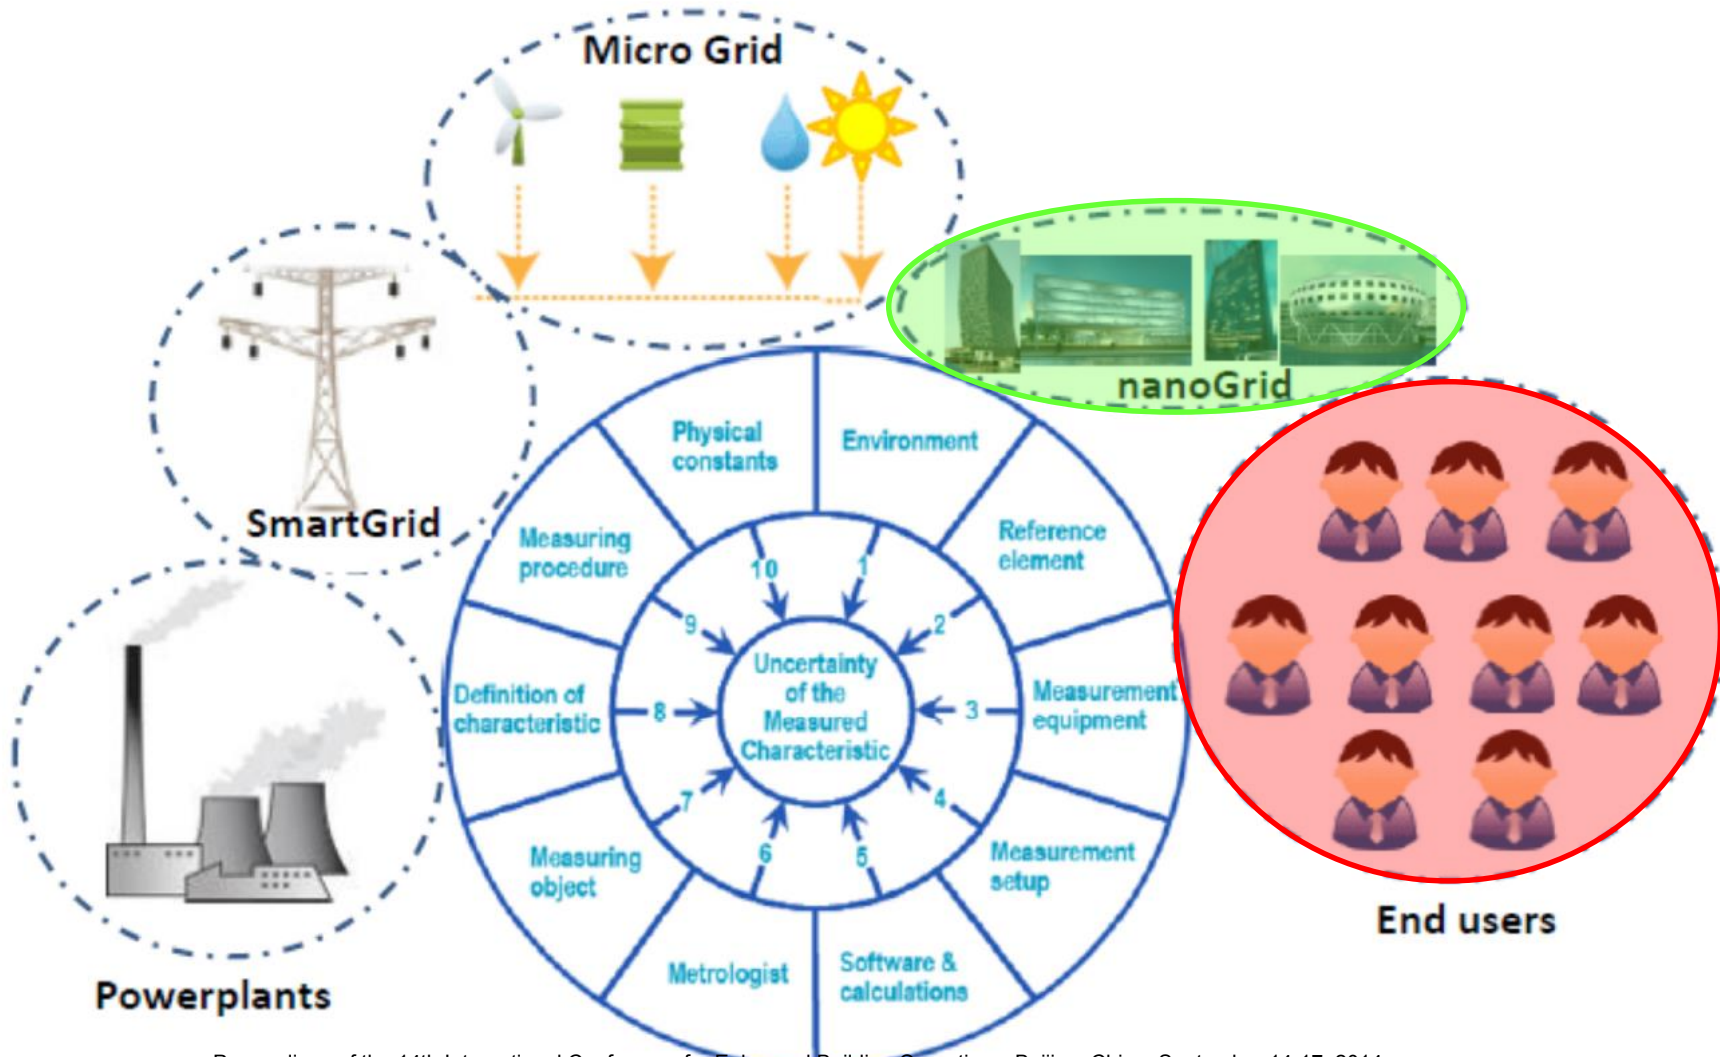 Micro Grid
nanoGrid
SmartGrid
Powerplants
End users
Physical
constants
Environment
Reference
element
Measurement
equipment
Measurement
setup
Software &
calculations
Metrologist
Measuring
object
Definition of
characteristic
Measuring
procedure
10
1
2
3
4
5
6
7
8
9
Uncertainty
of the
Measured
Characteristic